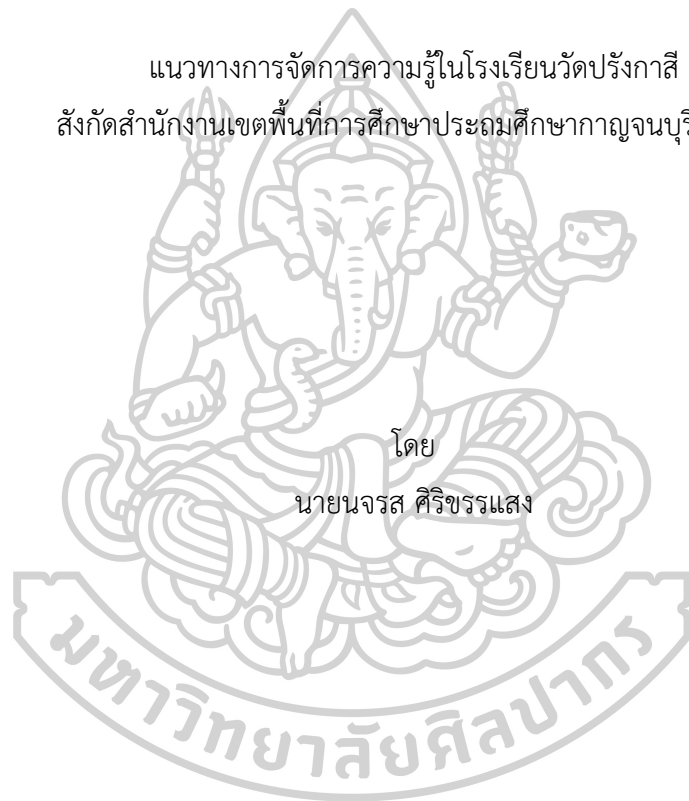 แนวทางการจัดการความรู้ในโรงเรียนวัดปรังกาสี
สังกัดสำนักงานเขตพื้นที่การศึกษาประถมศึกษากาญจนบุรี
โดย
นายนจรส ศิริขรรแสง
มหาวิทยาลัยศิลปากร